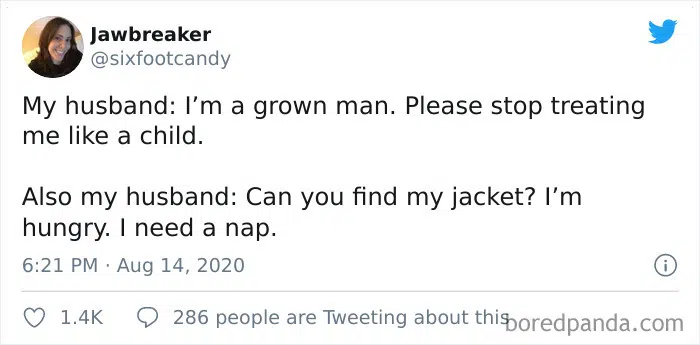 Jawbreaker
@sixfootcandy
My husband: I’m a grown man. Please stop treating
me like a child.
Also my husband: Can you find my jacket? I’m
hungry. I need a nap.
6:21 PM · Aug 14, 2020
1.4K 286 people are Tweeting about this
boredpanda.com